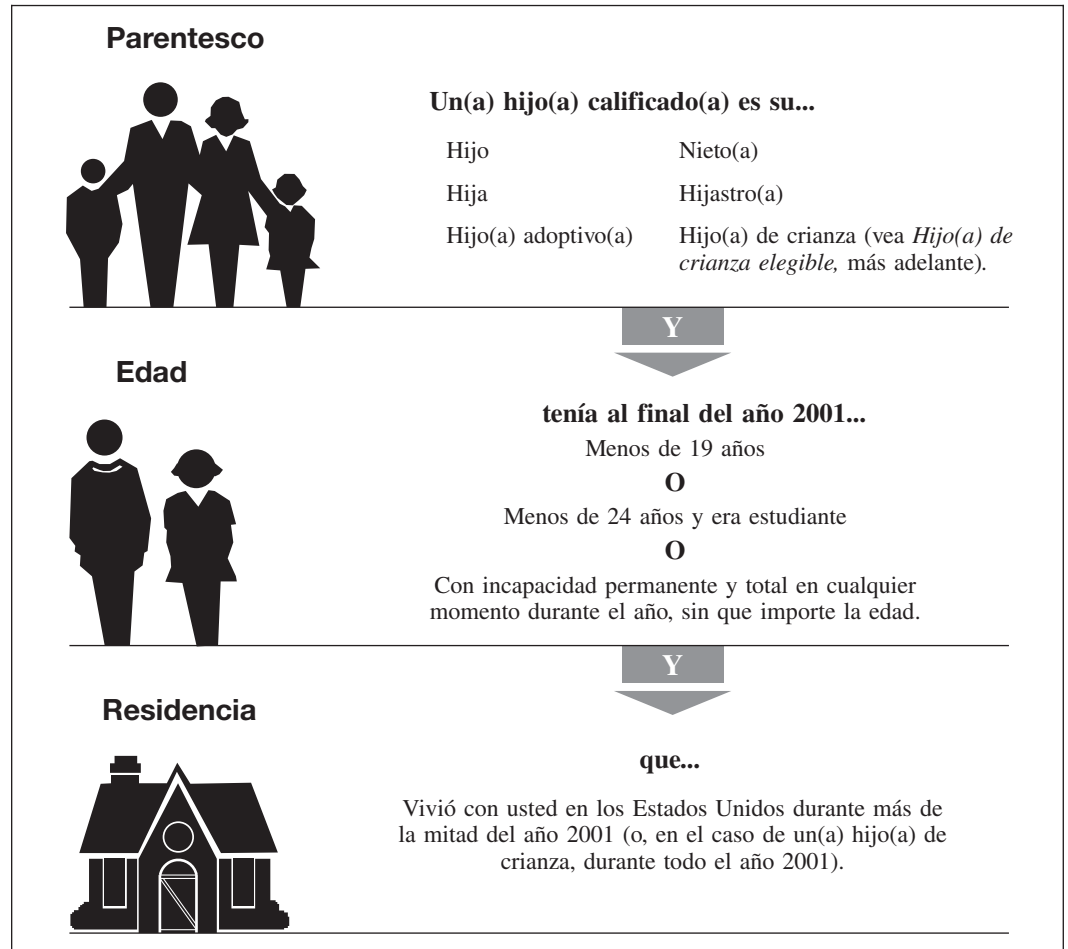 Parentesco
Un(a) hijo(a) calificado(a) es su...
Hijo
Nieto(a)
Hija
Hijastro(a)
Hijo(a) adoptivo(a)
Hijo(a) de crianza (vea Hijo(a) de
crianza elegible, más adelante).
Y
Edad
tenía al final del año 2001...
Menos de 19 años
O
Menos de 24 años y era estudiante
O
Con incapacidad permanente y total en cualquier
momento durante el año, sin que importe la edad.
Y
Residencia
que...
Vivió con usted en los Estados Unidos durante más de
la mitad del año 2001 (o, en el caso de un(a) hijo(a) de
crianza, durante todo el año 2001).